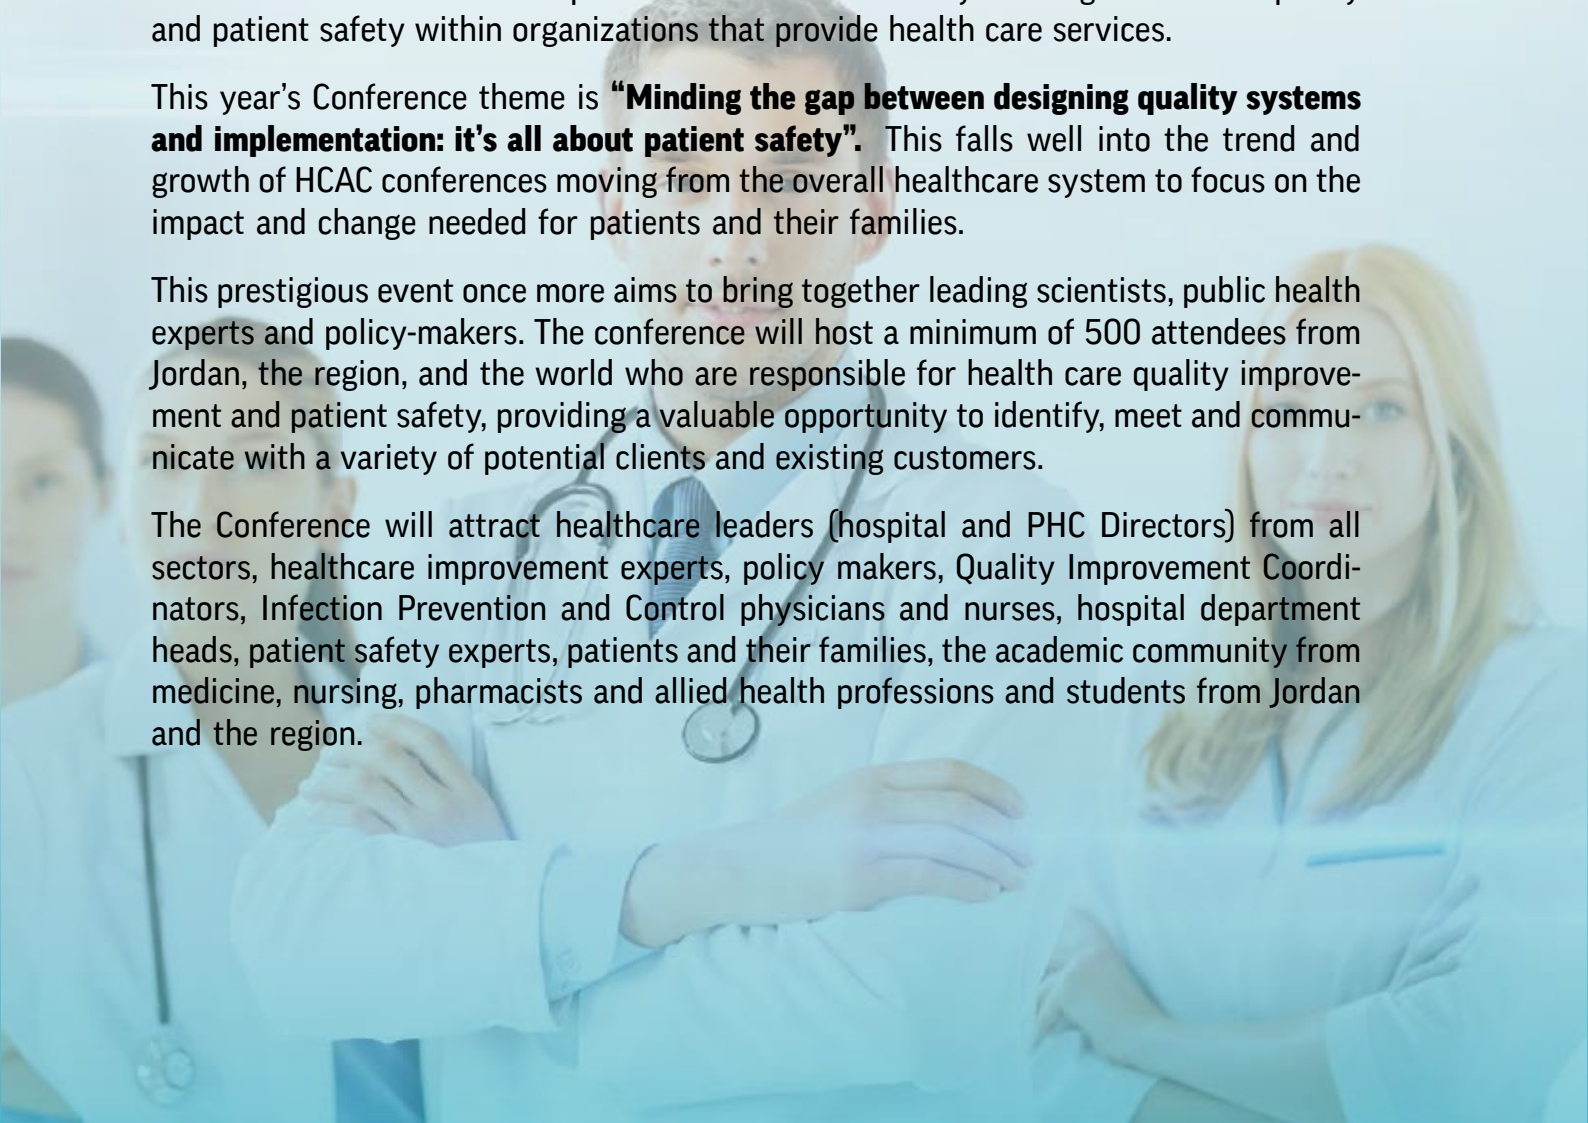 and patient safety within organizations that provide health care services.
This year’s Conference theme is “Minding the gap between designing quality systems
and implementation: it’s all about patient safety”. This falls well into the trend and
growth of HCAC conferences moving from the overall healthcare system to focus on the
impact and change needed for patients and their families.
This prestigious event once more aims to bring together leading scientists, public health
experts and policy-makers. The conference will host a minimum of 500 attendees from
Jordan, the region, and the world who are responsible for health care quality improve-
ment and patient safety, providing a valuable opportunity to identify, meet and commu-
nicate with a variety of potential clients and existing customers.
The Conference will attract healthcare leaders (hospital and PHC Directors) from all
sectors, healthcare improvement experts, policy makers, Quality Improvement Coordi-
nators, Infection Prevention and Control physicians and nurses, hospital department
heads, patient safety experts, patients and their families, the academic community from
medicine, nursing, pharmacists and allied health professions and students from Jordan
and the region.